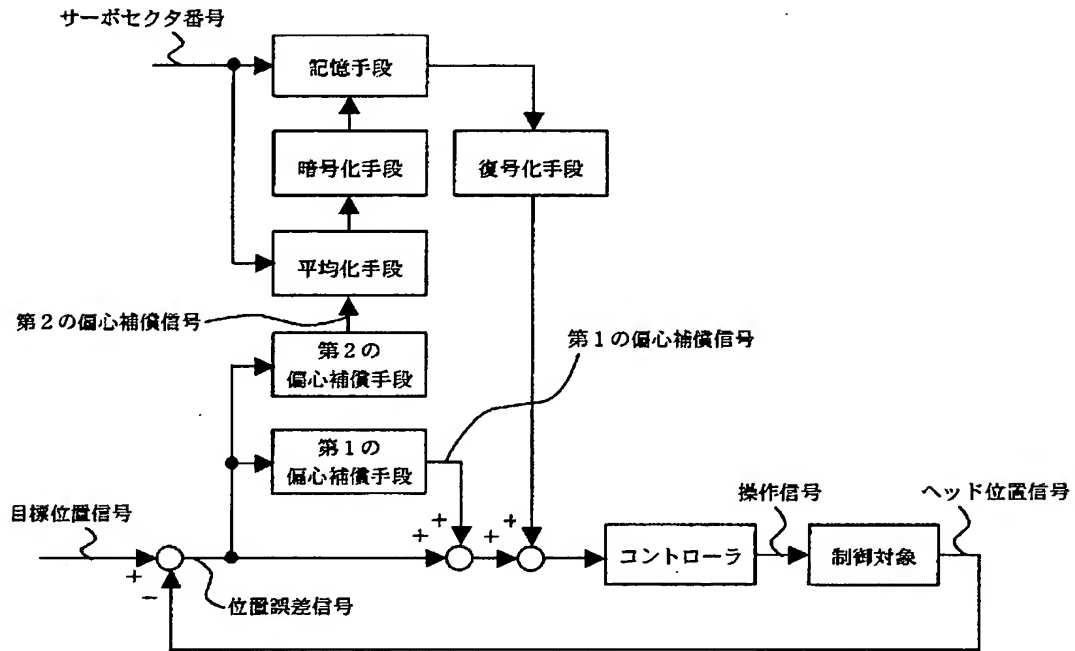 サーボセクタ番号
記憶手段
暗号化手段
復号化手段
平均化手段
第2の偏心補償信号
第2の
偏心補償手段
第1の偏心補償信号
第1の
偏心補償手段
目標位置信号
操作信号
ヘッド位置信号
+
+
+
+
コントローラ
制御対象
+
−
位置誤差信号